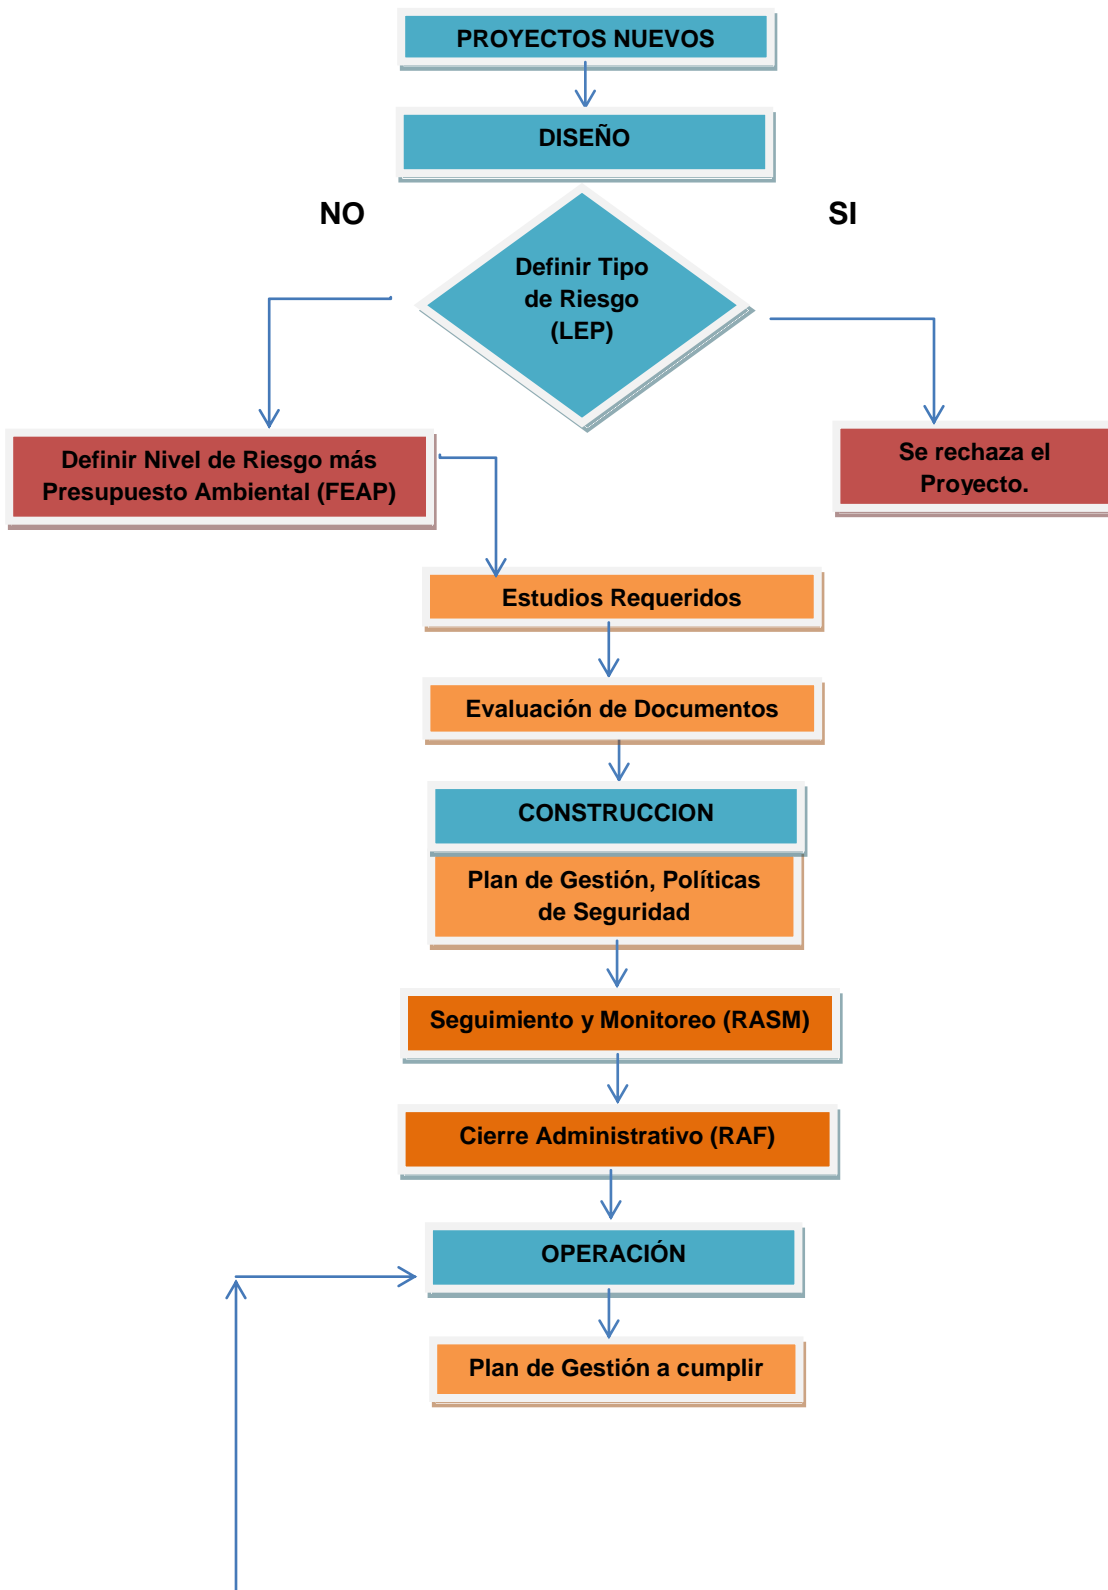 PROYECTOS NUEVOS
DISEÑO
NO
SI
Definir Tipo
de Riesgo
(LEP)
Definir Nivel de Riesgo más
Presupuesto Ambiental (FEAP)
Se rechaza el
Proyecto.
Estudios Requeridos
Evaluación de Documentos
CONSTRUCCION
Plan de Gestión, Políticas
de Seguridad
Seguimiento y Monitoreo (RASM)
Cierre Administrativo (RAF)
OPERACIÓN
Plan de Gestión a cumplir